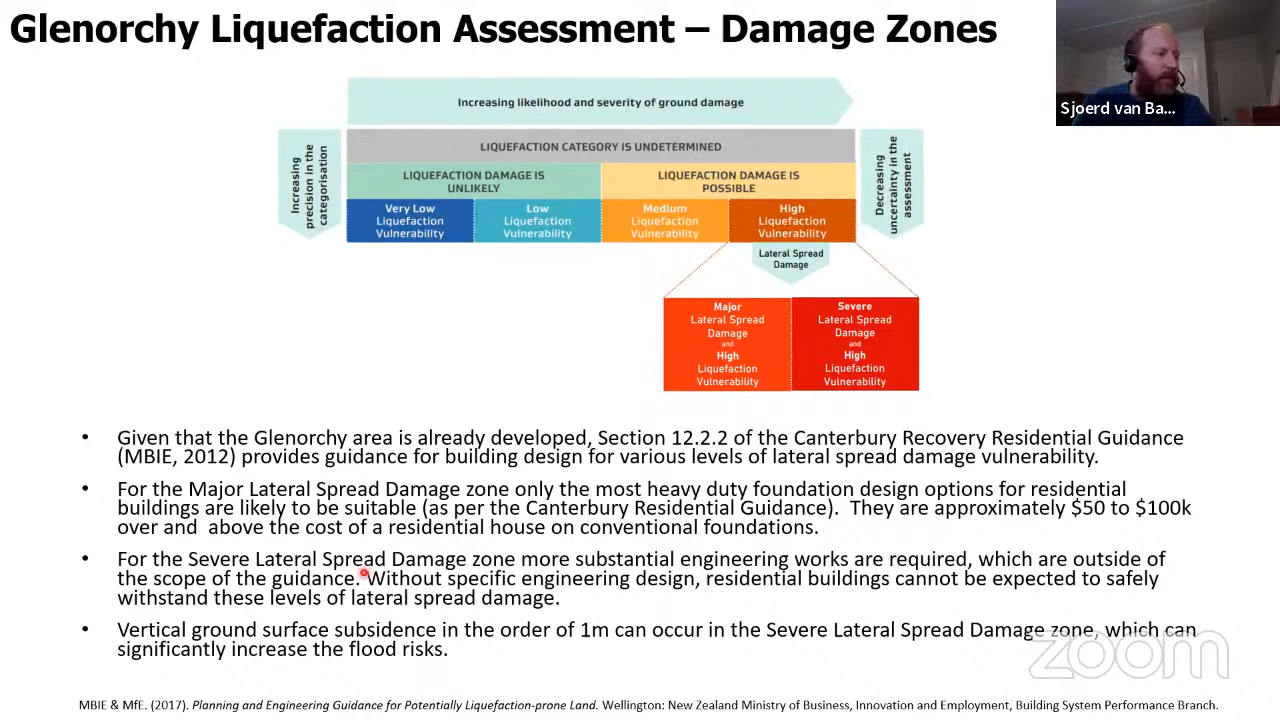 Glenorchy Liquefaction Assessment – Damage Zones
Sjoerd van Ba...
Increasing likelihood and severity of ground damage
Increasing
precision in the
categorisation
LIQUEFACTION CATEGORY IS UNDETERMINED
LIQUEFACTION DAMAGE IS
UNLIKELY
LIQUEFACTION DAMAGE IS
POSSIBLE
Very Low
Liquefaction
Vulnerability
Low
Liquefaction
Vulnerability
Medium
Liquefaction
Vulnerability
High
Liquefaction
Vulnerability
Decreasing
uncertainty in the
assessment
Lateral Spread
Damage
Major
Lateral Spread
Damage
and
High
Liquefaction
Vulnerability
Severe
Lateral Spread
Damage
and
High
Liquefaction
Vulnerability
• Given that the Glenorchy area is already developed, Section 12.2.2 of the Canterbury Recovery Residential Guidance
(MBIE, 2012) provides guidance for building design for various levels of lateral spread damage vulnerability.
• For the Major Lateral Spread Damage zone only the most heavy duty foundation design options for residential
buildings are likely to be suitable (as per the Canterbury Residential Guidance). They are approximately $50 to $100k
over and above the cost of a residential house on conventional foundations.
• For the Severe Lateral Spread Damage zone more substantial engineering works are required, which are outside of
the scope of the guidance. Without specific engineering design, residential buildings cannot be expected to safely
withstand these levels of lateral spread damage.
• Vertical ground surface subsidence in the order of 1m can occur in the Severe Lateral Spread Damage zone, which can
significantly increase the flood risks.
zoom
MBIE & MfE. (2017). Planning and Engineering Guidance for Potentially Liquefaction-prone Land. Wellington: New Zealand Ministry of Business, Innovation and Employment, Building System Performance Branch.